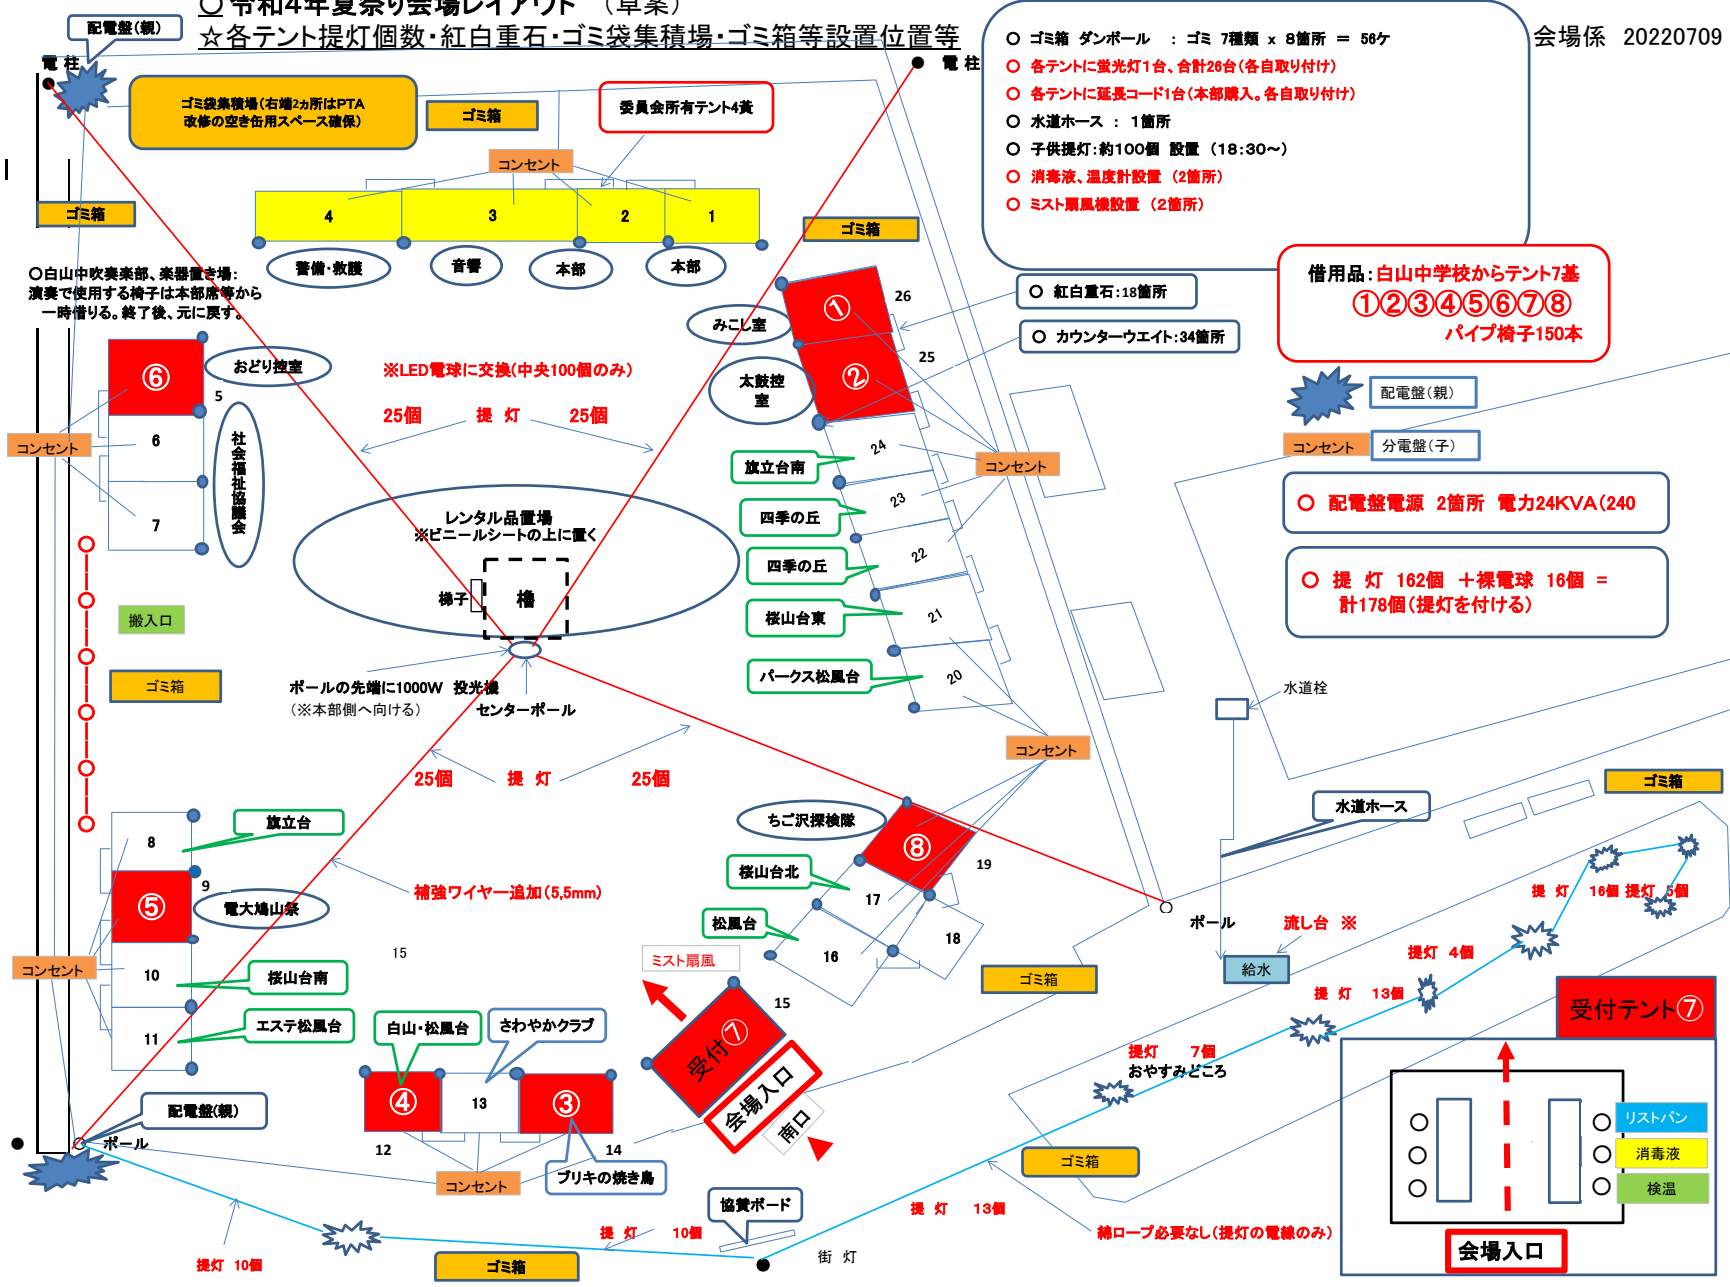 〇 令和4年夏祭り会場レイアウト （草案）
☆各テント提灯個数・紅白重石・ゴミ袋集積場・ゴミ箱等設置位置等
会場係 20220709
配電盤(親)
電 柱
電 柱
ゴミ袋集積場(右端2ヵ所はPTA
改修の空き缶用スペース確保)
ゴミ箱
委員会所有テント4黃
コンセント
○ ゴミ箱 ダンボール ： ゴミ 7種類 x 8箇所 ＝ 56ケ
○ 各テントに蛍光灯1台、合計26台(各自取り付け)
○ 各テントに延長コード1台(本部購入。各自取り付け)
○ 水道ホース ： 1箇所
○ 子供提灯:約100個 設置 (18:30～)
○ 消毒液、温度計設置 (2箇所)
○ ミスト扇風機設置 (2箇所)
ゴミ箱
4
3
2
1
ゴミ箱
警備・救護
音響
本部
本部
〇白山中吹奏楽部、楽器置き場:
演奏で使用する椅子は本部席等から
一時借りる。終了後、元に戻す。
借用品:白山中学校からテント7基
①②③④⑤⑥⑦⑧
パイプ椅子150本
○ 紅白重石:18箇所
○ カウンターウエイト:34箇所
みこし室
①
26
太鼓控
室
②
25
⑥
5
おどり控室
※LED電球に交換(中央100個のみ)
25個 提 灯 25個
配電盤(親)
コンセント
分電盤(子)
コンセント
6
7
社会福祉協議会
旗立台南
24
コンセント
四季の丘
23
四季の丘
22
桜山台東
21
パークス松風台
20
○ 配電盤電源 2箇所 電力24KVA(240
○ 提 灯 162個 ＋裸電球 16個 ＝
計178個(提灯を付ける)
レンタル品置場
※ビニールシートの上に置く
梯子
櫓
搬入口
ゴミ箱
ポールの先端に1000W 投光機
(※本部側へ向ける)
センターポール
水道栓
コンセント
25個 提 灯 25個
ゴミ箱
水道ホース
旗立台
8
ちご沢探検隊
⑧
19
⑤
9
電大鳩山祭
補強ワイヤー追加(5,5mm)
桜山台北
17
松風台
16
18
ポール
流し台 ※
提 灯 16個
提灯 5個
提灯 4個
給水
提 灯 13個
コンセント
10
桜山台南
11
エステ松風台
15
ミスト扇風
ゴミ箱
15
受付⑦
会場入口
南口
白山・松風台
さわやかクラブ
④
13
③
12
14
コンセント
ブリキの焼き鳥
配電盤(親)
ポール
提灯 7個
おやすみどころ
受付テント⑦
リストバン
消毒液
検温
会場入口
ゴミ箱
協賛ボード
提 灯 13個
綿ロープ必要なし(提灯の電線のみ)
提灯 10個
提 灯 10個
ゴミ箱
街 灯